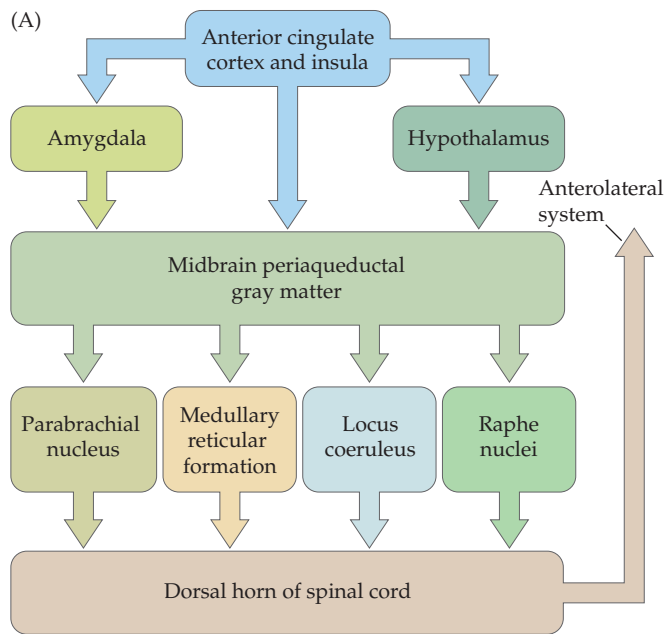 (A)
Anterior cingulate
cortex and insula
Amygdala
Hypothalamus
Anterolateral
system
Midbrain periaqueductal
gray matter
Parabrachial
nucleus
Medullary
reticular
formation
Locus
coeruleus
Raphe
nuclei
Dorsal horn of spinal cord